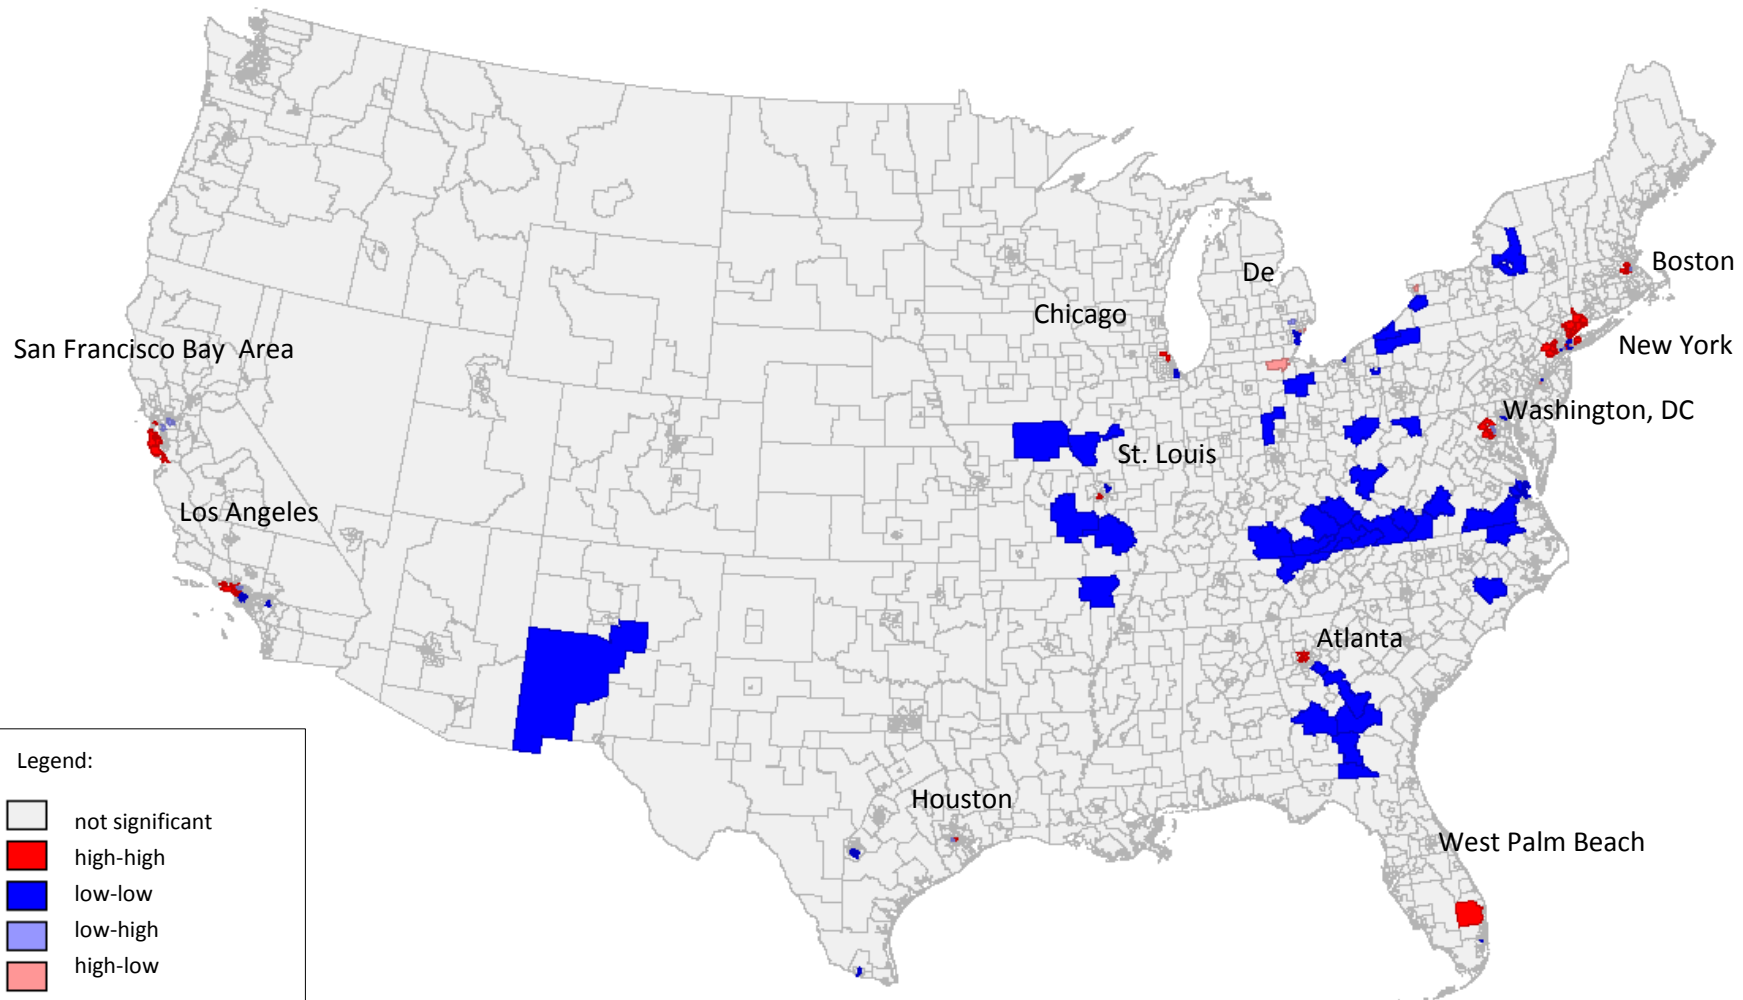 De
Boston
Chicago
New York
San Francisco Bay Area
Washington, DC
St. Louis
Los Angeles
Atlanta
Houston
West Palm Beach
Legend:
not significant
high-high
low-low
low-high
high-low